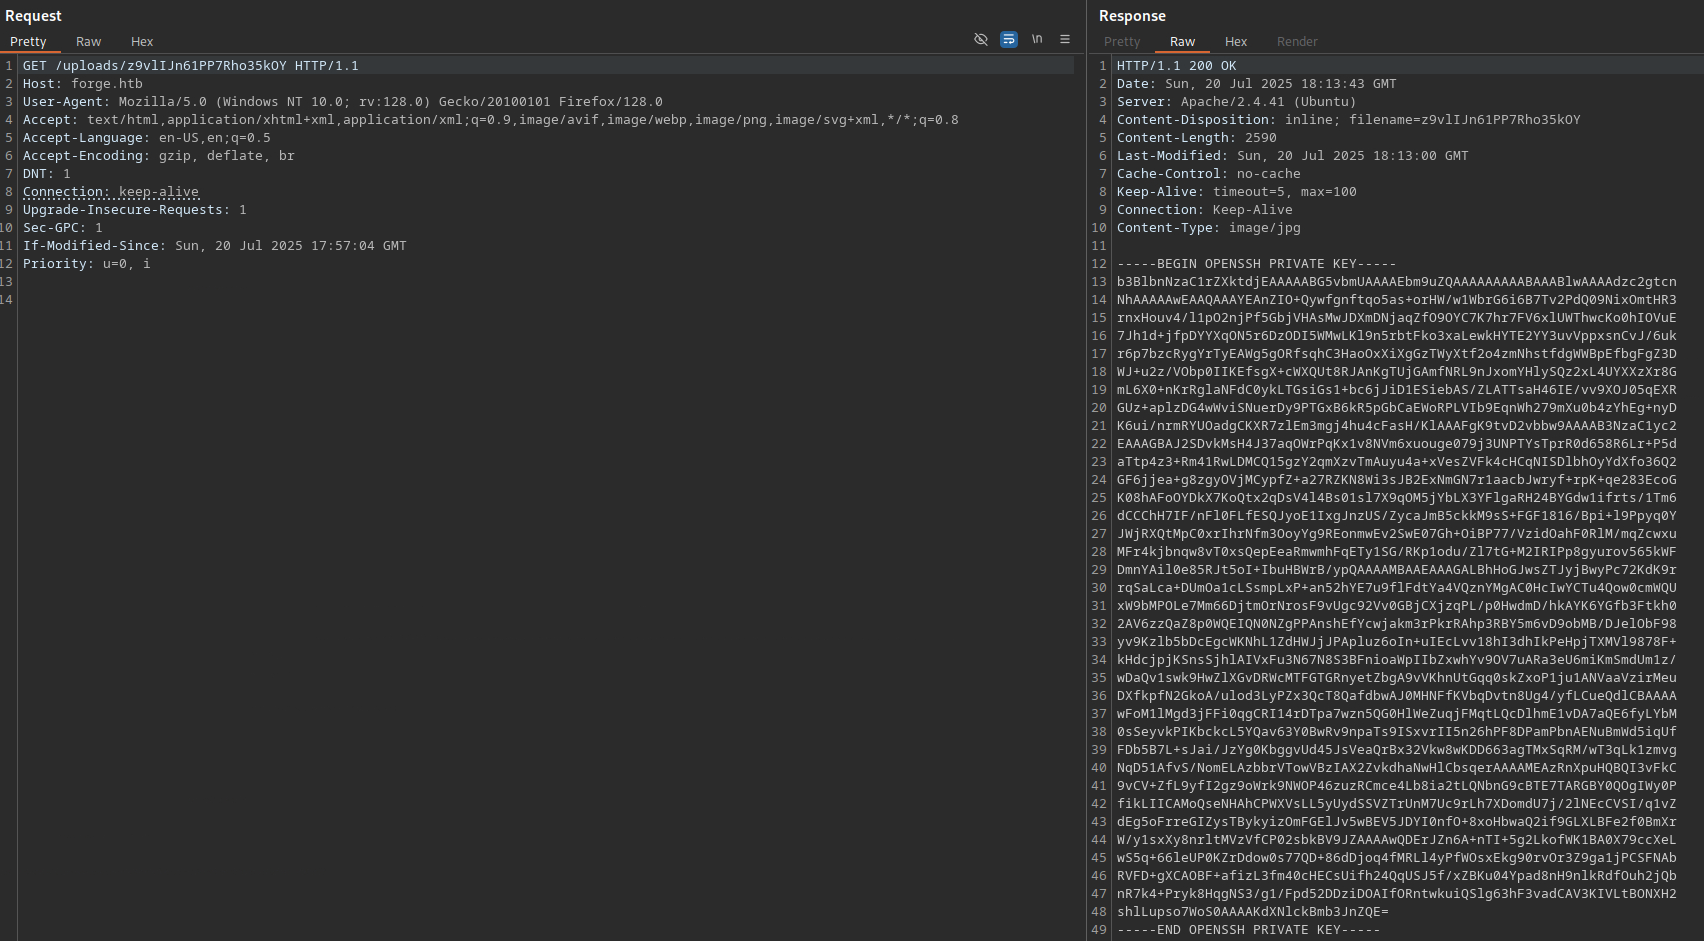 Request
Pretty Raw Hex
\n
1 GET /uploads/z9vlIJn61PP7Rho35kOY HTTP/1.1
2 Host: forge.htb
3 User-Agent: Mozilla/5.0 (Windows NT 10.0; rv:128.0) Gecko/20100101 Firefox/128.0
4 Accept: text/html,application/xhtml+xml,application/xml;q=0.9,image/avif,image/webp,image/png,image/svg+xml,*/*;q=0.8
5 Accept-Language: en-US,en;q=0.5
6 Accept-Encoding: gzip, deflate, br
7 DNT: 1
8 Connection: keep-alive
9 Upgrade-Insecure-Requests: 1
10 Sec-GPC: 1
11 If-Modified-Since: Sun, 20 Jul 2025 17:57:04 GMT
12 Priority: u=0, i
13
14
Response
Pretty Raw Hex Render
1 HTTP/1.1 200 OK
2 Date: Sun, 20 Jul 2025 18:13:43 GMT
3 Server: Apache/2.4.41 (Ubuntu)
4 Content-Disposition: inline; filename=z9vlIJn61PP7Rho35kOY
5 Content-Length: 2590
6 Last-Modified: Sun, 20 Jul 2025 18:13:00 GMT
7 Cache-Control: no-cache
8 Keep-Alive: timeout=5, max=100
9 Connection: Keep-Alive
10 Content-Type: image/jpg
11
12 -----BEGIN OPENSSH PRIVATE KEY-----
13 b3BlbnNzaC1rZXktdjEAAAAABG5vbmUAAAAEbm9uZQAAAAAAAAABAAABlwAAAAdzc2gtcn
14 NhAAAAAwEAAQAAAYEAnZIO+Qywfgnftqo5as+orHW/w1WbrG6i6B7Tv2PdQ09NixOmtHR3
15 rnxHouv4/l1pO2njPf5GbjVHAsMwJDXmDNjaqZfO9OYC7K7hr7FV6xlUWThwcKo0hIOVuE
16 7Jh1d+jfpDYYXqON5r6DzODI5WMwLKl9n5rbtFko3xaLewkHYTE2YY3uvVppxsnCvJ/6uk
17 r6p7bzcRygYrTyEAWg5gORfsqhC3HaoOxXiXgGzTWyXtf2o4zmNhstfdgWWBpEfbgFgZ3D
18 WJ+u2z/VObp0IIKEfsgX+cWXQUt8RJAnKgTUjGAmfNRL9nJxomYHlySQz2xL4UYXXzXr8G
19 mL6X0+nKrRglaNFdC0ykLTGsiGs1+bc6jJiD1ESiebAS/ZLATTsaH46IE/vv9XOJ05qEXR
20 GUz+aplzDG4wWviSNuerDy9PTGxB6kR5pGbCaEWoRPLVIb9EqnWh279mXu0b4zYhEg+nyD
21 K6ui/nrmRYUOadgCKXR7zlEm3mgj4hu4cFasH/KlAAAFgK9tvD2vbbw9AAAAB3NzaC1yc2
22 EAAAGBAJ2SDvkMsH4J37aqOWrPqKx1v8NVm6xuouge079j3UNPTYsTprR0d658R6Lr+P5d
23 aTtp4z3+Rm41RwLDMCQ15gzY2qmXzvTmAuyu4a+xVesZVFk4cHCqNISDlbhOyYdXfo36Q2
24 GF6jjea+g8zgyOVjMCypfZ+a27RZKN8Wi3sJB2ExNmGN7r1aacbJwryf+rpK+qe283EcoG
25 K08hAFoOYDkX7KoQtx2qDsV4l4Bs01sl7X9qOM5jYbLX3YFlgaRH24BYGdw1ifrts/1Tm6
26 dCCChH7IF/nFl0FLfESQJyoE1IxgJnzUS/ZycaJmB5ckkM9sS+FGF1816/Bpi+l9Ppyq0Y
27 JWjRXQtMpC0xrIhrNfm3OoyYg9REonmwEv2SwE07Gh+OiBP77/VzidOahF0RlM/mqZcwxu
28 MFr4kjbnqw8vT0xsQepEeaRmwmhFqETy1SG/RKp1odu/Zl7tG+M2IRIPp8gyurov565kWF
29 DmnYAil0e85RJt5oI+IbuHBWrB/ypQAAAAMBAAEAAAGALBhHoGJwsZTJyjBwyPc72KdK9r
30 rqSaLca+DUmOa1cLSsmpLxP+an52hYE7u9flFdtYa4VQznYMgAC0HcIwYCTu4Qow0cmWQU
31 xW9bMPOLe7Mm66DjtmOrNrosF9vUgc92Vv0GBjCXjzqPL/p0HwdmD/hkAYK6YGfb3Ftkh0
32 2AV6zzQaZ8p0WQEIQN0NZgPPAnshEfYcwjakm3rPkrRAhp3RBY5m6vD9obMB/DJelObF98
33 yv9Kzlb5bDcEgcWKNhL1ZdHWJjJPApluz6oIn+uIEcLvv18hI3dhIkPeHpjTXMVl9878F+
34 kHdcjpjKSnsSjhlAIVxFu3N67N8S3BFnioaWpIIbZxwhYv9OV7uARa3eU6miKmSmdUm1z/
35 wDaQv1swk9HwZlXGvDRWcMTFGTGRnyetZbgA9vVKhnUtGqq0skZxoP1ju1ANVaaVzirMeu
36 DXfkpfN2GkoA/ulod3LyPZx3QcT8QafdbwAJ0MHNFfKVbqDvtn8Ug4/yfLCueQdlCBAAAA
37 wFoM1lMgd3jFFi0qgCRI14rDTpa7wzn5QG0HlWeZuqjFMqtLQcDlhmE1vDA7aQE6fyLYbM
38 0sSeyvkPIKbckcL5YQav63Y0BwRv9npaTs9ISxvrII5n26hPF8DPamPbnAENuBmWd5iqUf
39 FDb5B7L+sJai/JzYg0KbggvUd45JsVeaQrBx32Vkw8wKDD663agTMxSqRM/wT3qLk1zmvg
40 NqD51AfvS/NomELAzbbrVTowVBzIAX2ZvkdhaNwHlCbsqerAAAAMEAzRnXpuHQBQI3vFkC
41 9vCV+ZfL9yfI2gz9oWrk9NWOP46zuzRCmce4Lb8ia2tLQNbnG9cBTE7TARGBY0QOgIWy0P
42 fikLIICAMoQseNHAhCPWXVsLL5yUydSSVZTrUnM7Uc9rLh7XDomdU7j/2lNEcCVSI/q1vZ
43 dEg5oFrreGIZysTBykyizOmFGElJv5wBEV5JDYI0nfO+8xoHbwaQ2if9GLXLBFe2f0BmXr
44 W/y1sxXy8nrltMVzVfCP02sbkBV9JZAAAAwQDErJZn6A+nTI+5g2LkofWK1BA0X79ccXeL
45 wS5q+66leUP0KZrDdow0s77QD+86dDjoq4fMRLl4yPfWOsxEkg90rvOr3Z9ga1jPCSFNAb
46 RVFD+gXCAOBF+afizL3fm40cHECsUifh24QqUSJ5f/xZBKu04Ypad8nH9nlkRdfOuh2jQb
47 nR7k4+Pryk8HqgNS3/g1/Fpd52DDziDOAIfORntwkuiQSlg63hF3vadCAV3KIVLtBONXH2
48 shlLupso7WoS0AAAAKdXNlckBmb3JnZQE=
49 -----END OPENSSH PRIVATE KEY-----